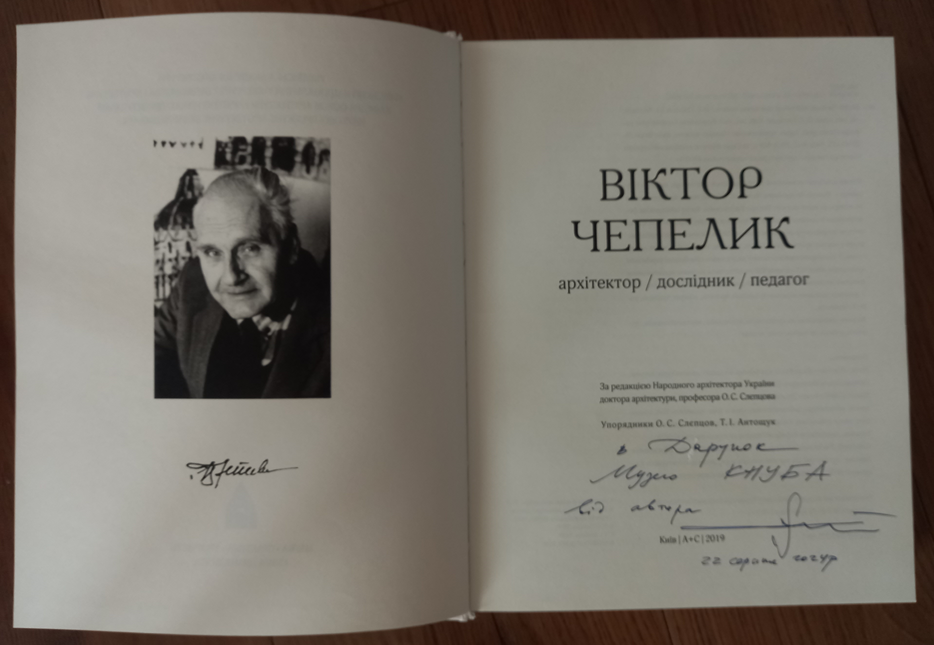 ВІКТОР
ЧЕПЕЛИК
архітектор / дослідник / педагог
За редакцією Народного архітектора України
доктора архітектури, професора О.С. Слєпцова
Упорядники О. С. Слєпцов, Т. І. Антощук
в Дарунок
Музею КНУБА
від автора
Київ | А+С | 2019
22 серпня